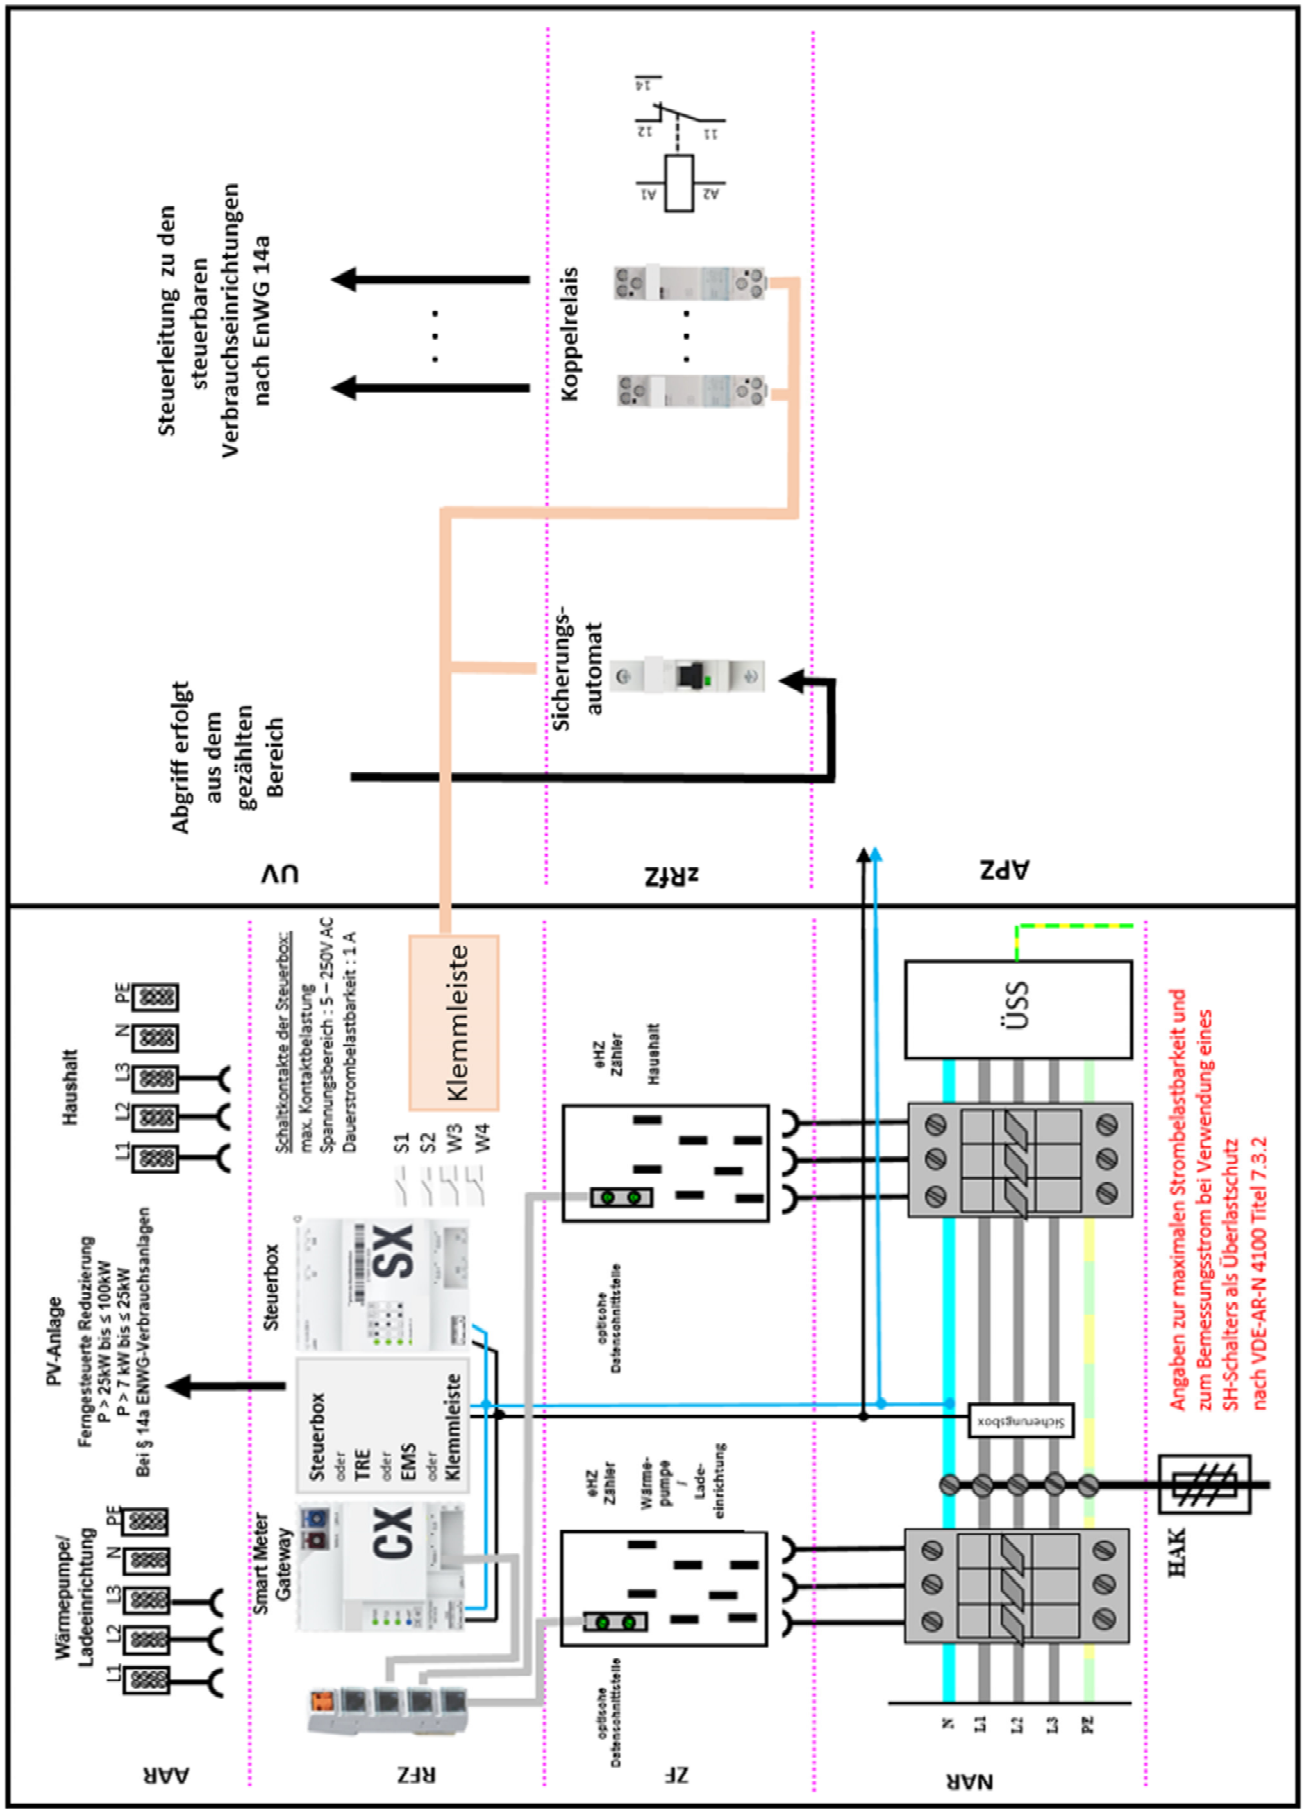 AAR
Wärmepumpe/
Ladeeinrichtung
L1
L2
L3
N
PE
PV-Anlage
Ferngesteuerte Reduzierung
P > 25kW bis ≤ 100kW
P > 7 kW bis ≤ 25kW
Bei § 14a ENWG-Verbrauchsanlagen
Haushalt
L1
L2
L3
N
PE
RFZ
Smart Meter
Gateway
CX
Steuerbox
oder
TRE
oder
EMS
oder
Klemmleiste
Steuerbox
SX
Schaltkontakte der Steuerbox:
max. Kontaktbelastung
Spannungsbereich : 5 – 250V AC
Dauerstrombelastbarkeit : 1 A
S1
S2
W3
W4
Klemmleiste
ZF
optische
Datenschnittstelle
eHZ
Zähler
Wärme-
pumpe
/
Lade-
einrichtung
optische
Datenschnittstelle
eHZ
Zähler
Haushalt
NAR
N
L1
L2
L3
PE
Sicherungsbox
ÜSS
HAK
Angaben zur maximalen Strombelastbarkeit und
zum Bemessungsstrom bei Verwendung eines
SH-Schalters als Überlastschutz
nach VDE-AR-N 4100 Titel 7.3.2
UV
Abgriff erfolgt
aus dem
gezählten
Bereich
Steuerleitung zu den
steuerbaren
Verbrauchseinrichtungen
nach EnWG 14a
zRfZ
Sicherungs-
automat
Koppelrelais
A1
A2
12
11
14
APZ